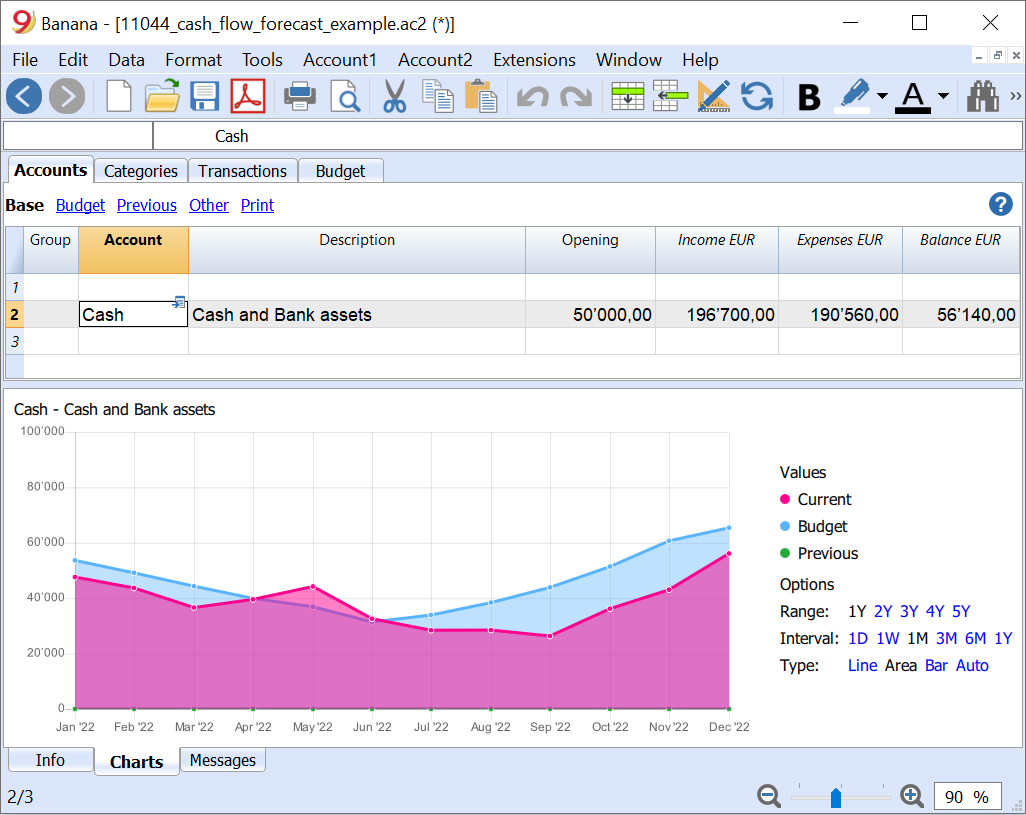 Banana - [11044_cash_flow_forecast_example.ac2 (*)]
File Edit Data Format Tools Account1 Account2 Extensions Window Help
B A »
Cash
Accounts Categories Transactions Budget
Base Budget Previous Other Print ?
Group Account Description Opening Income EUR Expenses EUR Balance EUR
1
2 Cash Cash and Bank assets 50’000,00 196’700,00 190’560,00 56’140,00
3
Cash - Cash and Bank assets
100'000
80'000
60'000
40'000
20'000
0
Jan '22 Feb '22 Mar '22 Apr '22 May '22 Jun '22 Jul '22 Aug '22 Sep '22 Oct '22 Nov '22 Dec '22
Values
Current
Budget
Previous
Options
Range: 1Y 2Y 3Y 4Y 5Y
Interval: 1D 1W 1M 3M 6M 1Y
Type: Line Area Bar Auto
Info Charts Messages
2/3 90 %